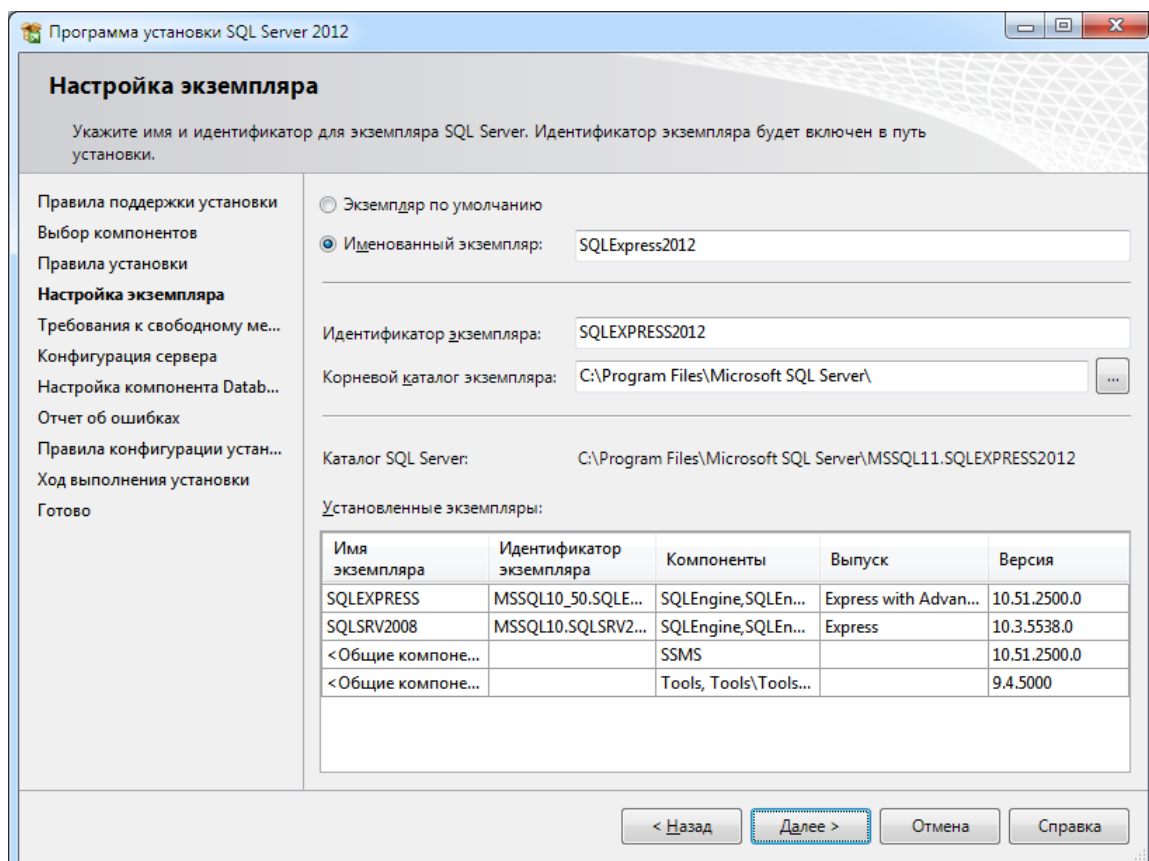 Программа установки SQL Server 2012
Настройка экземпляра
Укажите имя и идентификатор для экземпляра SQL Server. Идентификатор экземпляра будет включен в путь
установки.
Правила поддержки установки
Выбор компонентов
Правила установки
Настройка экземпляра
Требования к свободному ме...
Конфигурация сервера
Настройка компонента Datab...
Отчет об ошибках
Правила конфигурации устан...
Ход выполнения установки
Готово
Экземпляр по умолчанию
Именованный экземпляр: SQLExpress2012
Идентификатор экземпляра: SQLEXPRESS2012
Корневой каталог экземпляра: C:\Program Files\Microsoft SQL Server\ ...
Каталог SQL Server: C:\Program Files\Microsoft SQL Server\MSSQL11.SQLEXPRESS2012
Установленные экземпляры:
Имя экземпляра Идентификатор экземпляра Компоненты Выпуск Версия
SQLEXPRESS MSSQL10_50.SQLE... SQLEngine,SQLEn... Express with Advan... 10.51.2500.0
SQLSRV2008 MSSQL10.SQLSRV2... SQLEngine,SQLEn... Express 10.3.5538.0
<Общие компоне... SSMS 10.51.2500.0
<Общие компоне... Tools, Tools\Tools... 9.4.5000
< Назад Далее > Отмена Справка